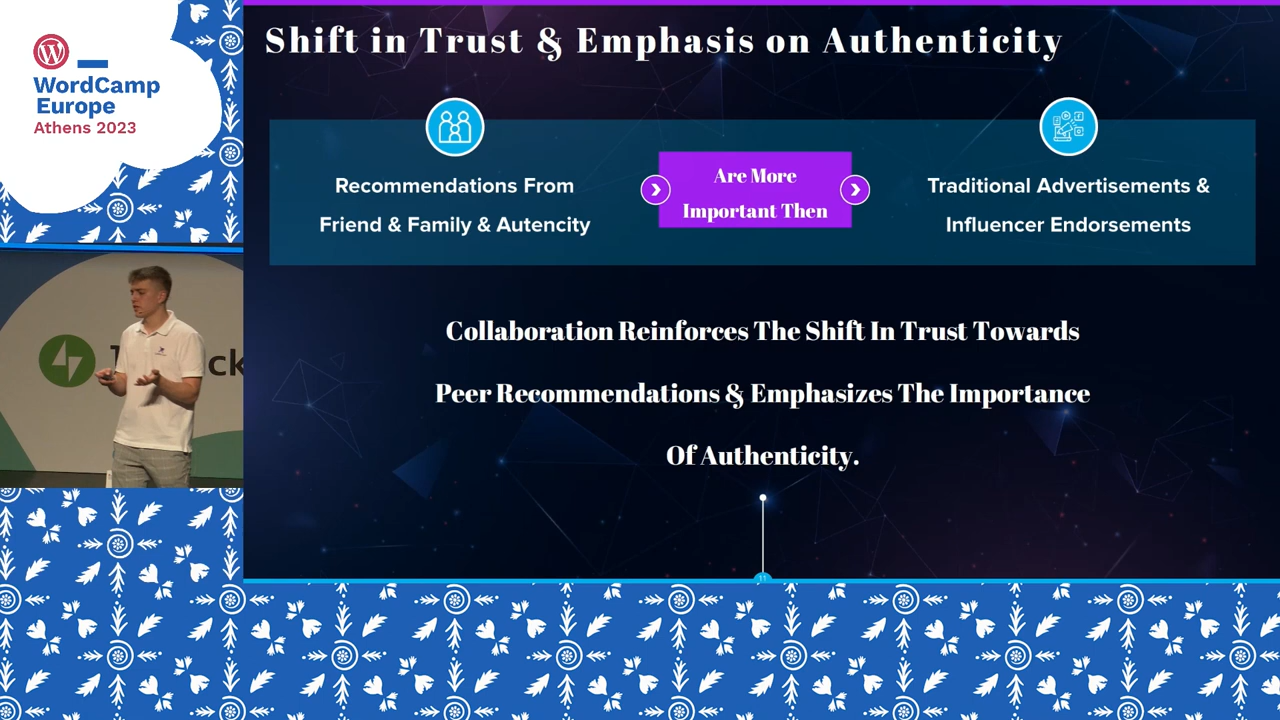 WordCamp
Europe
Athens 2023
Shift in Trust & Emphasis on Authenticity
Recommendations From
Friend & Family & Autencity
Are More
Important Then
Traditional Advertisements &
Influencer Endorsements
Collaboration Reinforces The Shift In Trust Towards
Peer Recommendations & Emphasizes The Importance
Of Authenticity.
11